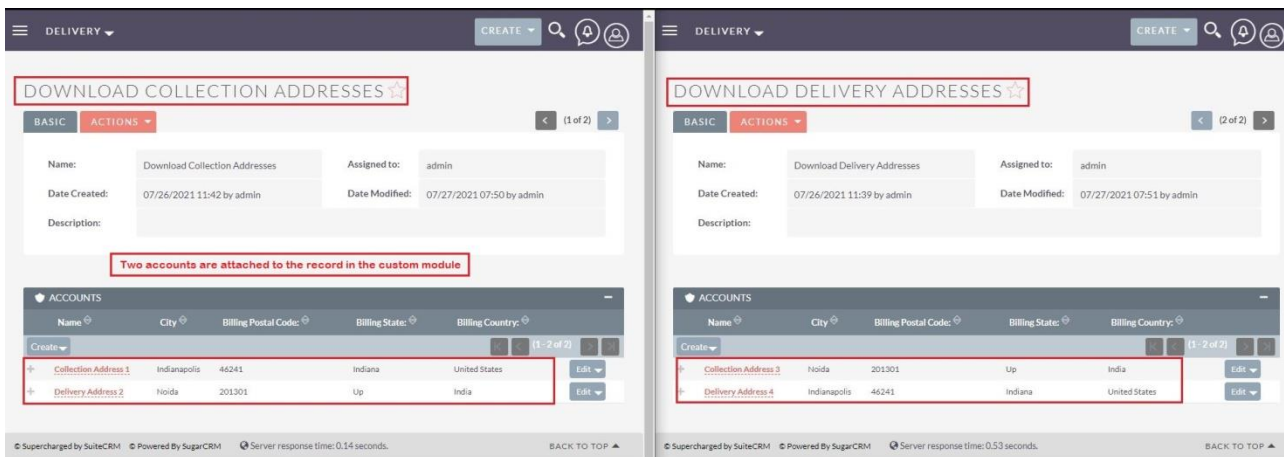 DELIVERY
CREATE
DOWNLOAD COLLECTION ADDRESSES
BASIC ACTIONS (1 of 2)
Name: Download Collection Addresses Assigned to: admin
Date Created: 07/26/2021 11:42 by admin Date Modified: 07/27/2021 07:50 by admin
Description:
Two accounts are attached to the record in the custom module
ACCOUNTS
Name City Billing Postal Code: Billing State: Billing Country:
Create (1 - 2 of 2)
Collection Address 1 Indianapolis 46241 Indiana United States Edit
Delivery Address 2 Noida 201301 Up India Edit
© Supercharged by SuiteCRM © Powered By SugarCRM Server response time: 0.14 seconds. BACK TO TOP
DELIVERY
CREATE
DOWNLOAD DELIVERY ADDRESSES
BASIC ACTIONS (2 of 2)
Name: Download Delivery Addresses Assigned to: admin
Date Created: 07/26/2021 11:39 by admin Date Modified: 07/27/2021 07:51 by admin
Description:
ACCOUNTS
Name City Billing Postal Code: Billing State: Billing Country:
Create (1 - 2 of 2)
Collection Address 3 Noida 201301 Up India Edit
Delivery Address 4 Indianapolis 46241 Indiana United States Edit
© Supercharged by SuiteCRM © Powered By SugarCRM Server response time: 0.53 seconds. BACK TO TOP